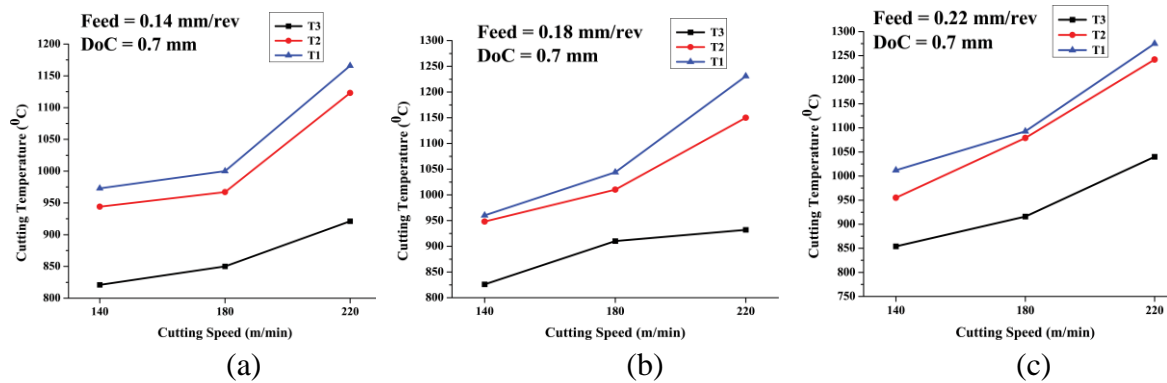 Feed = 0.14 mm/rev
DoC = 0.7 mm
T3
T2
T1
Cutting Temperature (⁰C)
1200
1150
1100
1050
1000
950
900
850
800
140
180
220
Cutting Speed (m/min)
(a)
Feed = 0.18 mm/rev
DoC = 0.7 mm
T3
T2
T1
Cutting Temperature (⁰C)
1300
1250
1200
1150
1100
1050
1000
950
900
850
800
140
180
220
Cutting Speed (m/min)
(b)
Feed = 0.22 mm/rev
DoC = 0.7 mm
T3
T2
T1
Cutting Temperature (⁰C)
1300
1250
1200
1150
1100
1050
1000
950
900
850
800
750
140
180
220
Cutting Speed (m/min)
(c)